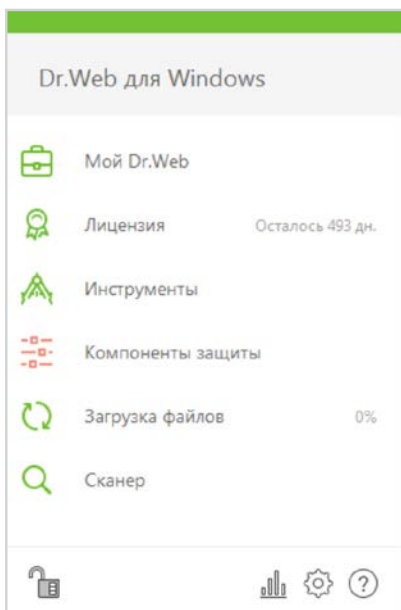 Dr.Web для Windows
Мой Dr.Web
Лицензия Осталось 493 дн.
Инструменты
Компоненты защиты
Загрузка файлов 0%
Сканер
?